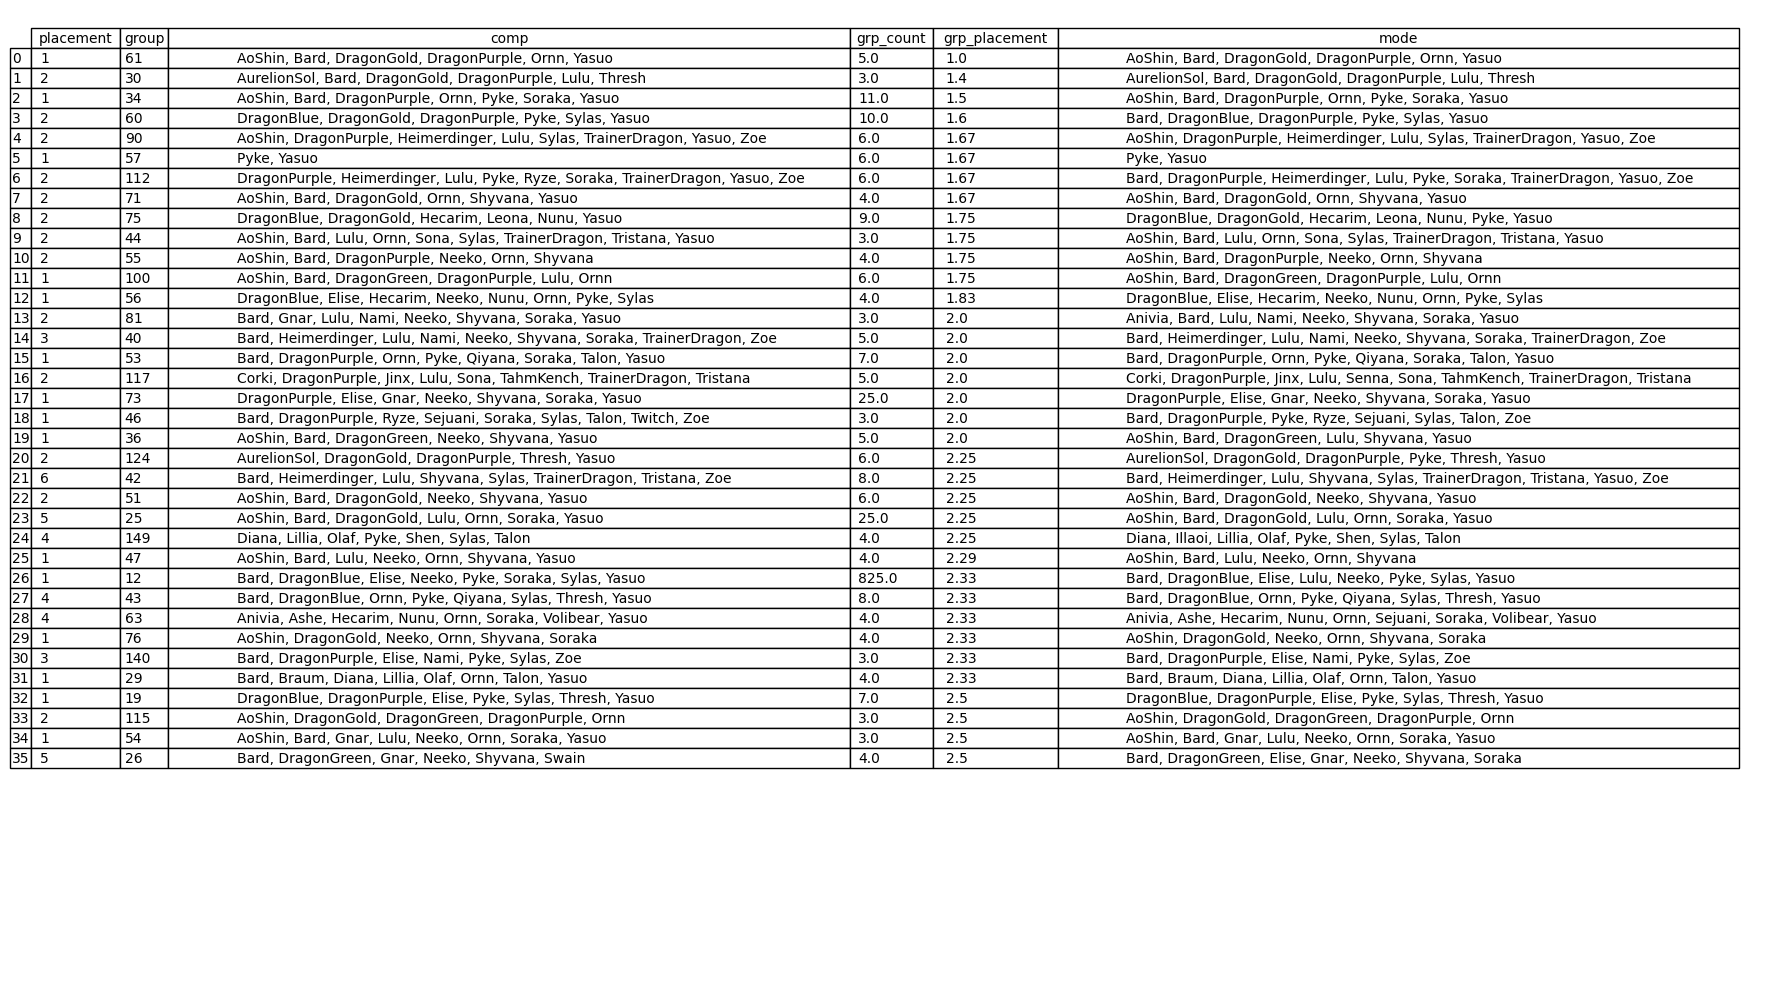 placement group comp grp_count grp_placement mode
0 1 61 AoShin, Bard, DragonGold, DragonPurple, Ornn, Yasuo 5.0 1.0 AoShin, Bard, DragonGold, DragonPurple, Ornn, Yasuo
1 2 30 AurelionSol, Bard, DragonGold, DragonPurple, Lulu, Thresh 3.0 1.4 AurelionSol, Bard, DragonGold, DragonPurple, Lulu, Thresh
2 1 34 AoShin, Bard, DragonPurple, Ornn, Pyke, Soraka, Yasuo 11.0 1.5 AoShin, Bard, DragonPurple, Ornn, Pyke, Soraka, Yasuo
3 2 60 DragonBlue, DragonGold, DragonPurple, Pyke, Sylas, Yasuo 10.0 1.6 Bard, DragonBlue, DragonPurple, Pyke, Sylas, Yasuo
4 2 90 AoShin, DragonPurple, Heimerdinger, Lulu, Sylas, TrainerDragon, Yasuo, Zoe 6.0 1.67 AoShin, DragonPurple, Heimerdinger, Lulu, Sylas, TrainerDragon, Yasuo, Zoe
5 1 57 Pyke, Yasuo 6.0 1.67 Pyke, Yasuo
6 2 112 DragonPurple, Heimerdinger, Lulu, Pyke, Ryze, Soraka, TrainerDragon, Yasuo, Zoe 6.0 1.67 Bard, DragonPurple, Heimerdinger, Lulu, Pyke, Soraka, TrainerDragon, Yasuo, Zoe
7 2 71 AoShin, Bard, DragonGold, Ornn, Shyvana, Yasuo 4.0 1.67 AoShin, Bard, DragonGold, Ornn, Shyvana, Yasuo
8 2 75 DragonBlue, DragonGold, Hecarim, Leona, Nunu, Yasuo 9.0 1.75 DragonBlue, DragonGold, Hecarim, Leona, Nunu, Pyke, Yasuo
9 2 44 AoShin, Bard, Lulu, Ornn, Sona, Sylas, TrainerDragon, Tristana, Yasuo 3.0 1.75 AoShin, Bard, Lulu, Ornn, Sona, Sylas, TrainerDragon, Tristana, Yasuo
10 2 55 AoShin, Bard, DragonPurple, Neeko, Ornn, Shyvana 4.0 1.75 AoShin, Bard, DragonPurple, Neeko, Ornn, Shyvana
11 1 100 AoShin, Bard, DragonGreen, DragonPurple, Lulu, Ornn 6.0 1.75 AoShin, Bard, DragonGreen, DragonPurple, Lulu, Ornn
12 1 56 DragonBlue, Elise, Hecarim, Neeko, Nunu, Ornn, Pyke, Sylas 4.0 1.83 DragonBlue, Elise, Hecarim, Neeko, Nunu, Ornn, Pyke, Sylas
13 2 81 Bard, Gnar, Lulu, Nami, Neeko, Shyvana, Soraka, Yasuo 3.0 2.0 Anivia, Bard, Lulu, Nami, Neeko, Shyvana, Soraka, Yasuo
14 3 40 Bard, Heimerdinger, Lulu, Nami, Neeko, Shyvana, Soraka, TrainerDragon, Zoe 5.0 2.0 Bard, Heimerdinger, Lulu, Nami, Neeko, Shyvana, Soraka, TrainerDragon, Zoe
15 1 53 Bard, DragonPurple, Ornn, Pyke, Qiyana, Soraka, Talon, Yasuo 7.0 2.0 Bard, DragonPurple, Ornn, Pyke, Qiyana, Soraka, Talon, Yasuo
16 2 117 Corki, DragonPurple, Jinx, Lulu, Sona, TahmKench, TrainerDragon, Tristana 5.0 2.0 Corki, DragonPurple, Jinx, Lulu, Senna, Sona, TahmKench, TrainerDragon, Tristana
17 1 73 DragonPurple, Elise, Gnar, Neeko, Shyvana, Soraka, Yasuo 25.0 2.0 DragonPurple, Elise, Gnar, Neeko, Shyvana, Soraka, Yasuo
18 1 46 Bard, DragonPurple, Ryze, Sejuani, Soraka, Sylas, Talon, Twitch, Zoe 3.0 2.0 Bard, DragonPurple, Pyke, Ryze, Sejuani, Sylas, Talon, Zoe
19 1 36 AoShin, Bard, DragonGreen, Neeko, Shyvana, Yasuo 5.0 2.0 AoShin, Bard, DragonGreen, Lulu, Shyvana, Yasuo
20 2 124 AurelionSol, DragonGold, DragonPurple, Thresh, Yasuo 6.0 2.25 AurelionSol, DragonGold, DragonPurple, Pyke, Thresh, Yasuo
21 6 42 Bard, Heimerdinger, Lulu, Shyvana, Sylas, TrainerDragon, Tristana, Zoe 8.0 2.25 Bard, Heimerdinger, Lulu, Shyvana, Sylas, TrainerDragon, Tristana, Yasuo, Zoe
22 2 51 AoShin, Bard, DragonGold, Neeko, Shyvana, Yasuo 6.0 2.25 AoShin, Bard, DragonGold, Neeko, Shyvana, Yasuo
23 5 25 AoShin, Bard, DragonGold, Lulu, Ornn, Soraka, Yasuo 25.0 2.25 AoShin, Bard, DragonGold, Lulu, Ornn, Soraka, Yasuo
24 4 149 Diana, Lillia, Olaf, Pyke, Shen, Sylas, Talon 4.0 2.25 Diana, Illaoi, Lillia, Olaf, Pyke, Shen, Sylas, Talon
25 1 47 AoShin, Bard, Lulu, Neeko, Ornn, Shyvana, Yasuo 4.0 2.29 AoShin, Bard, Lulu, Neeko, Ornn, Shyvana
26 1 12 Bard, DragonBlue, Elise, Neeko, Pyke, Soraka, Sylas, Yasuo 825.0 2.33 Bard, DragonBlue, Elise, Lulu, Neeko, Pyke, Sylas, Yasuo
27 4 43 Bard, DragonBlue, Ornn, Pyke, Qiyana, Sylas, Thresh, Yasuo 8.0 2.33 Bard, DragonBlue, Ornn, Pyke, Qiyana, Sylas, Thresh, Yasuo
28 4 63 Anivia, Ashe, Hecarim, Nunu, Ornn, Soraka, Volibear, Yasuo 4.0 2.33 Anivia, Ashe, Hecarim, Nunu, Ornn, Sejuani, Soraka, Volibear, Yasuo
29 1 76 AoShin, DragonGold, Neeko, Ornn, Shyvana, Soraka 4.0 2.33 AoShin, DragonGold, Neeko, Ornn, Shyvana, Soraka
30 3 140 Bard, DragonPurple, Elise, Nami, Pyke, Sylas, Zoe 3.0 2.33 Bard, DragonPurple, Elise, Nami, Pyke, Sylas, Zoe
31 1 29 Bard, Braum, Diana, Lillia, Olaf, Ornn, Talon, Yasuo 4.0 2.33 Bard, Braum, Diana, Lillia, Olaf, Ornn, Talon, Yasuo
32 1 19 DragonBlue, DragonPurple, Elise, Pyke, Sylas, Thresh, Yasuo 7.0 2.5 DragonBlue, DragonPurple, Elise, Pyke, Sylas, Thresh, Yasuo
33 2 115 AoShin, DragonGold, DragonGreen, DragonPurple, Ornn 3.0 2.5 AoShin, DragonGold, DragonGreen, DragonPurple, Ornn
34 1 54 AoShin, Bard, Gnar, Lulu, Neeko, Ornn, Soraka, Yasuo 3.0 2.5 AoShin, Bard, Gnar, Lulu, Neeko, Ornn, Soraka, Yasuo
35 5 26 Bard, DragonGreen, Gnar, Neeko, Shyvana, Swain 4.0 2.5 Bard, DragonGreen, Elise, Gnar, Neeko, Shyvana, Soraka